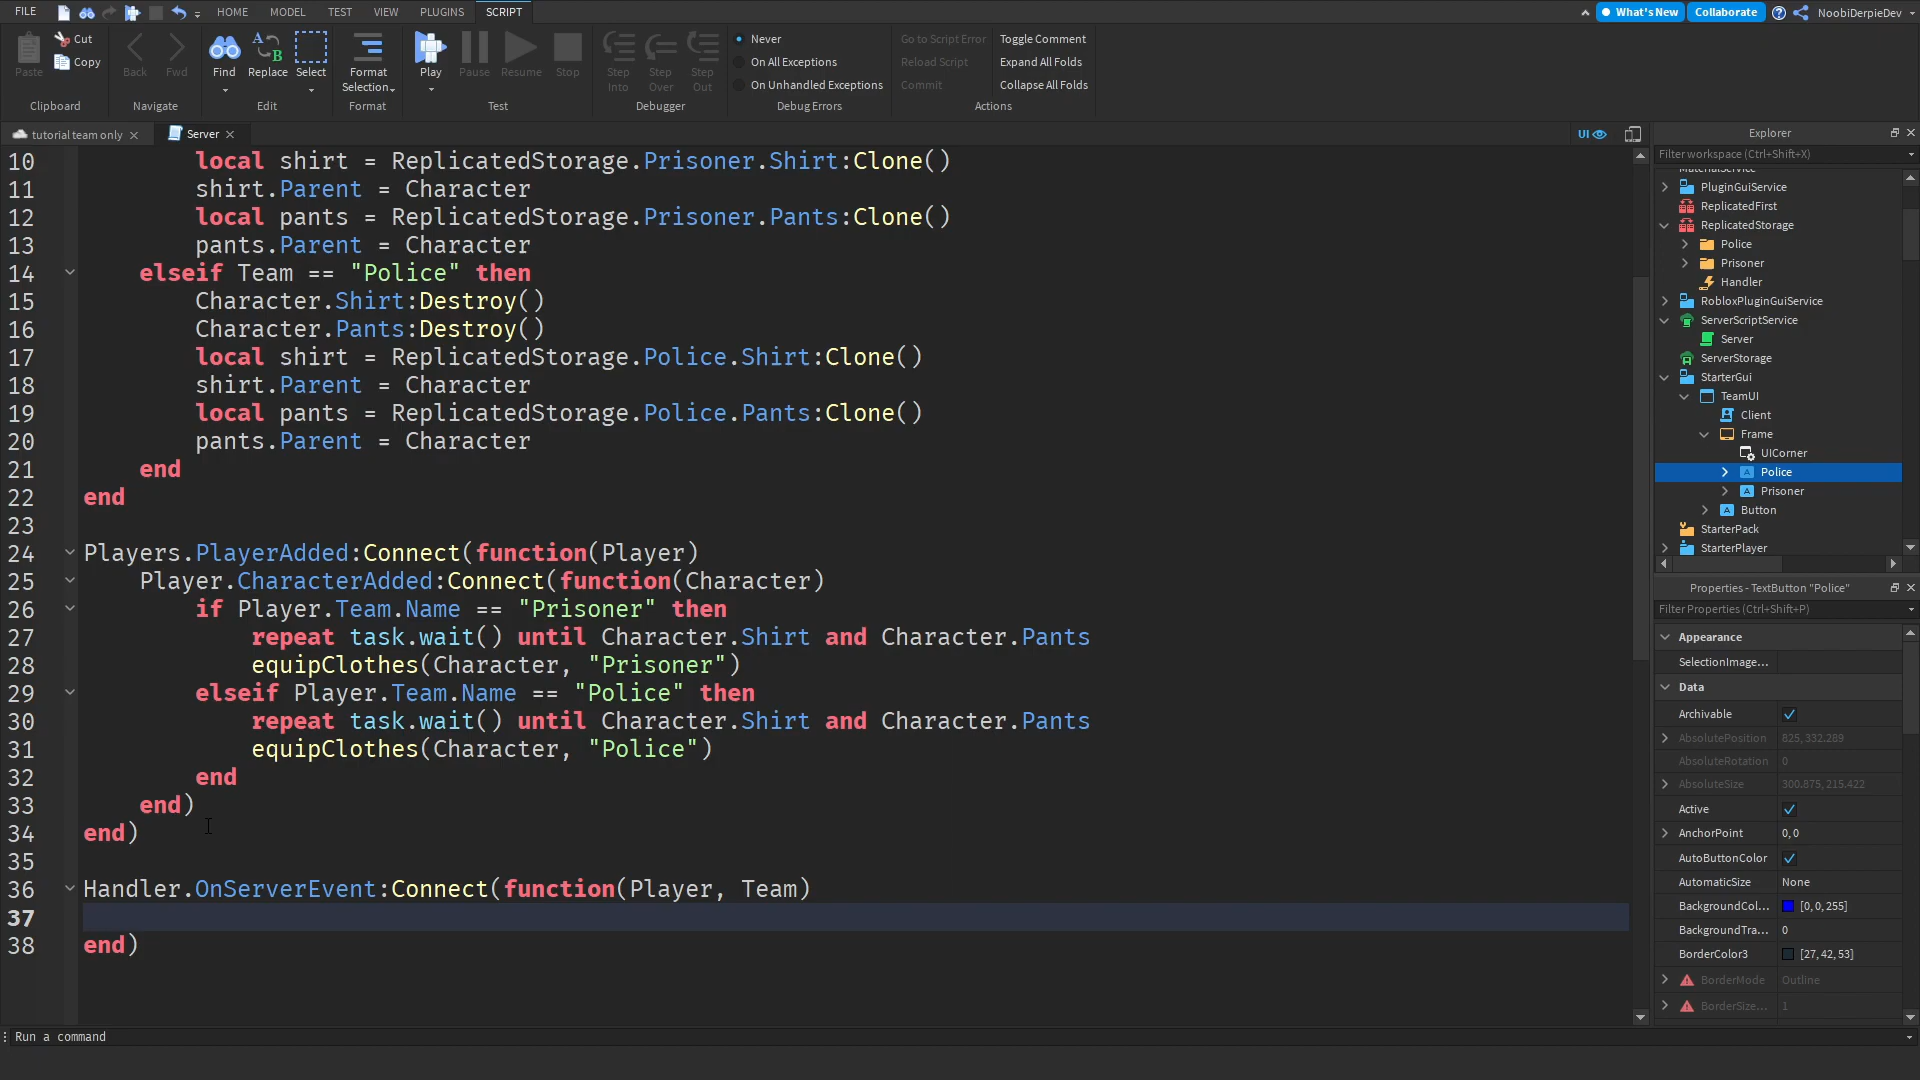 FILE HOME MODEL TEST VIEW PLUGINS SCRIPT What's New Collaborate NoobiDerpieDev
Cut Never Go to Script Error Toggle Comment
Paste Copy Back Fwd Find Replace Select Format Play Pause Resume Stop Step Step Step On All Exceptions Reload Script Expand All Folds
Selection Into Over Out On Unhandled Exceptions Commit Collapse All Folds
Clipboard Navigate Edit Format Test Debugger Debug Errors Actions
tutorial team only Server UI
10 local shirt = ReplicatedStorage.Prisoner.Shirt:Clone()
11 shirt.Parent = Character
12 local pants = ReplicatedStorage.Prisoner.Pants:Clone()
13 pants.Parent = Character
14 elseif Team == "Police" then
15 Character.Shirt:Destroy()
16 Character.Pants:Destroy()
17 local shirt = ReplicatedStorage.Police.Shirt:Clone()
18 shirt.Parent = Character
19 local pants = ReplicatedStorage.Police.Pants:Clone()
20 pants.Parent = Character
21 end
22 end
23
24 Players.PlayerAdded:Connect(function(Player)
25 Player.CharacterAdded:Connect(function(Character)
26 if Player.Team.Name == "Prisoner" then
27 repeat task.wait() until Character.Shirt and Character.Pants
28 equipClothes(Character, "Prisoner")
29 elseif Player.Team.Name == "Police" then
30 repeat task.wait() until Character.Shirt and Character.Pants
31 equipClothes(Character, "Police")
32 end
33 end)
34 end)
35
36 Handler.OnServerEvent:Connect(function(Player, Team)
37
38 end)
Run a command
Explorer
Filter workspace (Ctrl+Shift+X)
MaterialService
PluginGuiService
ReplicatedFirst
ReplicatedStorage
Police
Prisoner
Handler
RobloxPluginGuiService
ServerScriptService
Server
ServerStorage
StarterGui
TeamUI
Client
Frame
UICorner
Police
Prisoner
Button
StarterPack
StarterPlayer
Properties - TextButton "Police"
Filter Properties (Ctrl+Shift+P)
Appearance
SelectionImage...
Data
Archivable
AbsolutePosition 825, 332.289
AbsoluteRotation 0
AbsoluteSize 300.875, 215.422
Active
AnchorPoint 0, 0
AutoButtonColor
AutomaticSize None
BackgroundCol... [0, 0, 255]
BackgroundTra... 0
BorderColor3 [27, 42, 53]
BorderMode Outline
BorderSize... 1